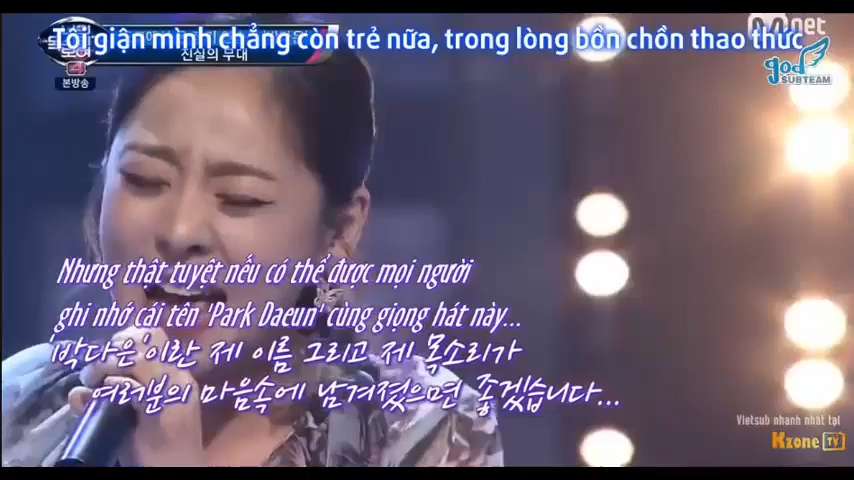 Tôi giận mình chẳng còn trẻ nữa, trong lòng bồn chồn thao thức
진실의 무대
본방송
Mnet
god
SUBTEAM
Nhưng thật tuyệt nếu có thể được mọi người
ghi nhớ cái tên 'Park Daeun' cùng giọng hát này...
'박다은'이란 제 이름 그리고 제 목소리가
여러분의 마음속에 남겨졌으면 좋겠습니다...
Vietsub nhanh nhất tại
Kzone TV